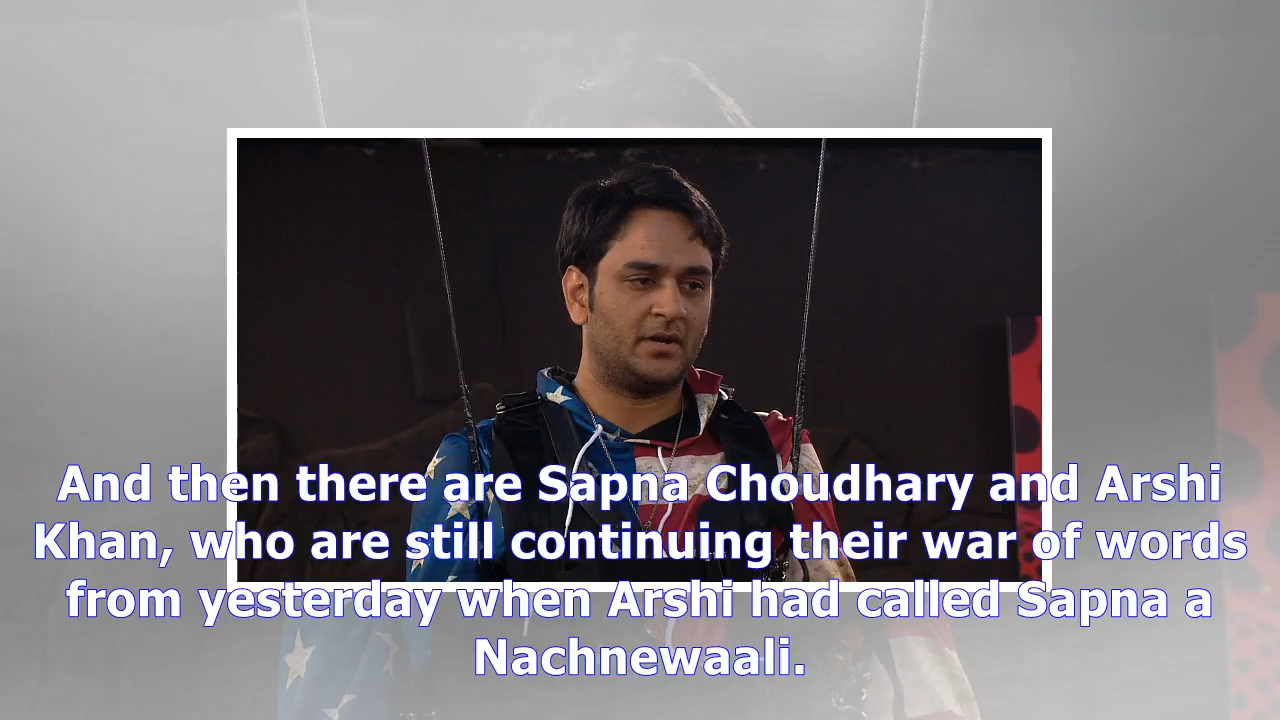 And then there are Sapna Choudhary and Arshi
Khan, who are still continuing their war of words
from yesterday when Arshi had called Sapna a
Nachnewaali.